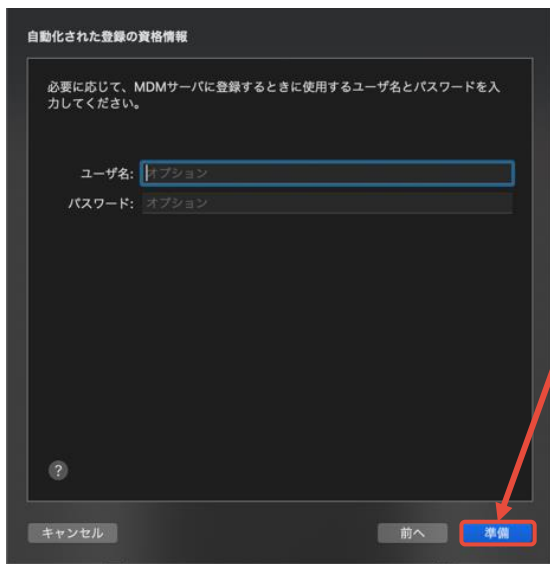 自動化された登録の資格情報
必要に応じて、MDMサーバに登録するときに使用するユーザ名とパスワードを入
力してください。
ユーザ名: オプション
パスワード: オプション
?
キャンセル 前へ 準備